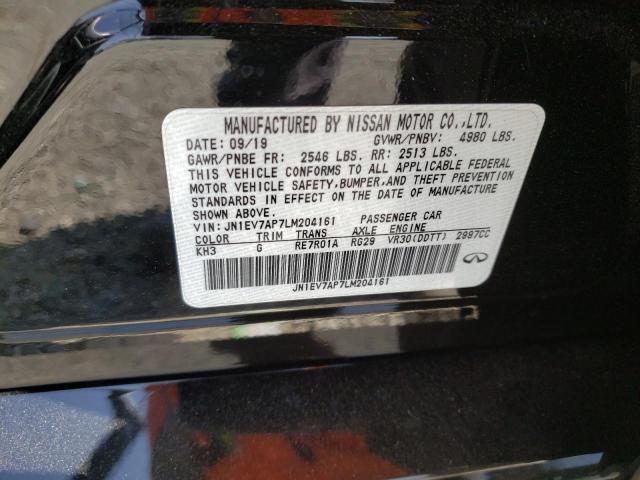 MANUFACTURED BY NISSAN MOTOR CO.,LTD.
DATE: 09/19 GVWR/PNBV: 4980 LBS.
GAWR/PNBE FR: 2546 LBS. RR: 2513 LBS.
THIS VEHICLE CONFORMS TO ALL APPLICABLE FEDERAL
MOTOR VEHICLE SAFETY,BUMPER,AND THEFT PREVENTION
STANDARDS IN EFFECT ON THE DATE OF MANUFACTURE
SHOWN ABOVE.
VIN: JN1EV7AP7LM204161 PASSENGER CAR
COLOR TRIM TRANS AXLE ENGINE
KH3 G RE7R01A RG29 VR30(DDTT) 2997CC
JN1EV7AP7LM204161